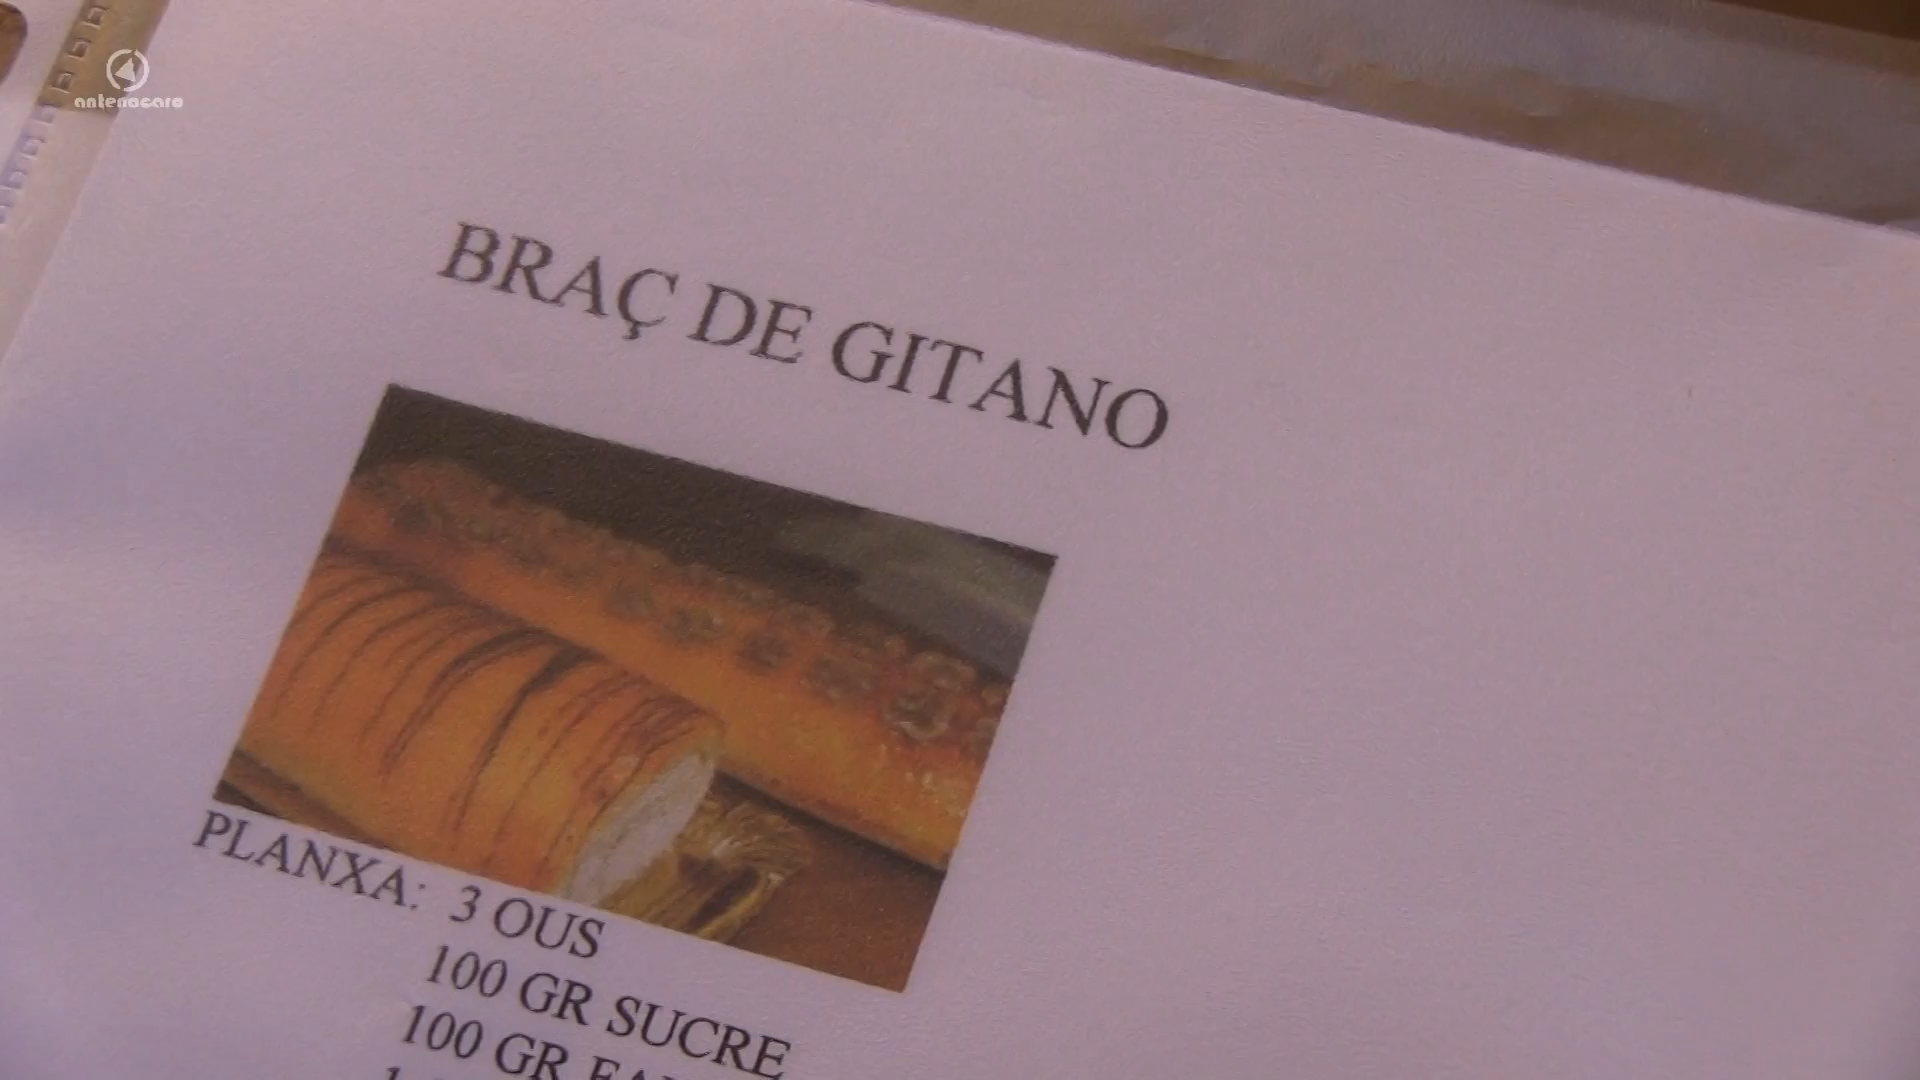 antenacaro
BRAÇ DE GITANO
PLANXA: 3 OUS
100 GR SUCRE
100 GR